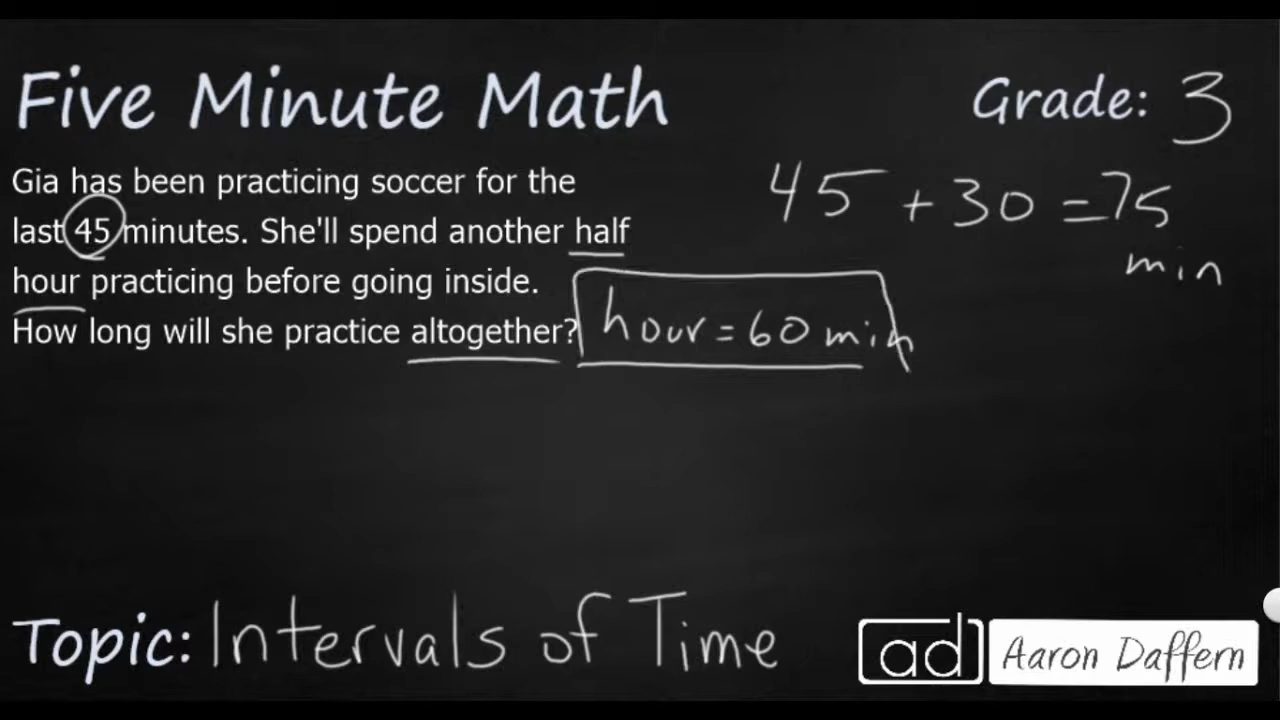 Five Minute Math
Grade: 3
Gia has been practicing soccer for the
last 45 minutes. She'll spend another half
hour practicing before going inside.
How long will she practice altogether?
45 + 30 = 75
min
hour = 60 min
Topic: Intervals of Time
ad Aaron Daffern